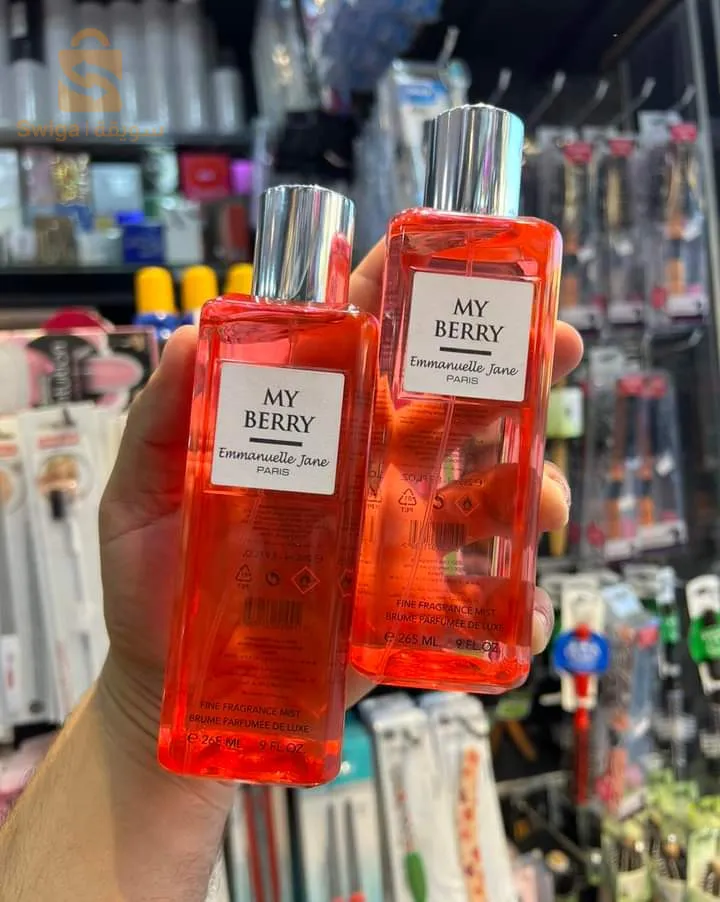 Swiga | سويقة
MY
BERRY
Emmanuelle Jane
PARIS
FINE FRAGRANCE MIST
BRUME PARFUMÉE DE LUXE
e 265 ML 9 FL.OZ.
MY
BERRY
Emmanuelle Jane
PARIS
FINE FRAGRANCE MIST
BRUME PARFUMÉE DE LUXE
e 265 ML 9 FL.OZ.